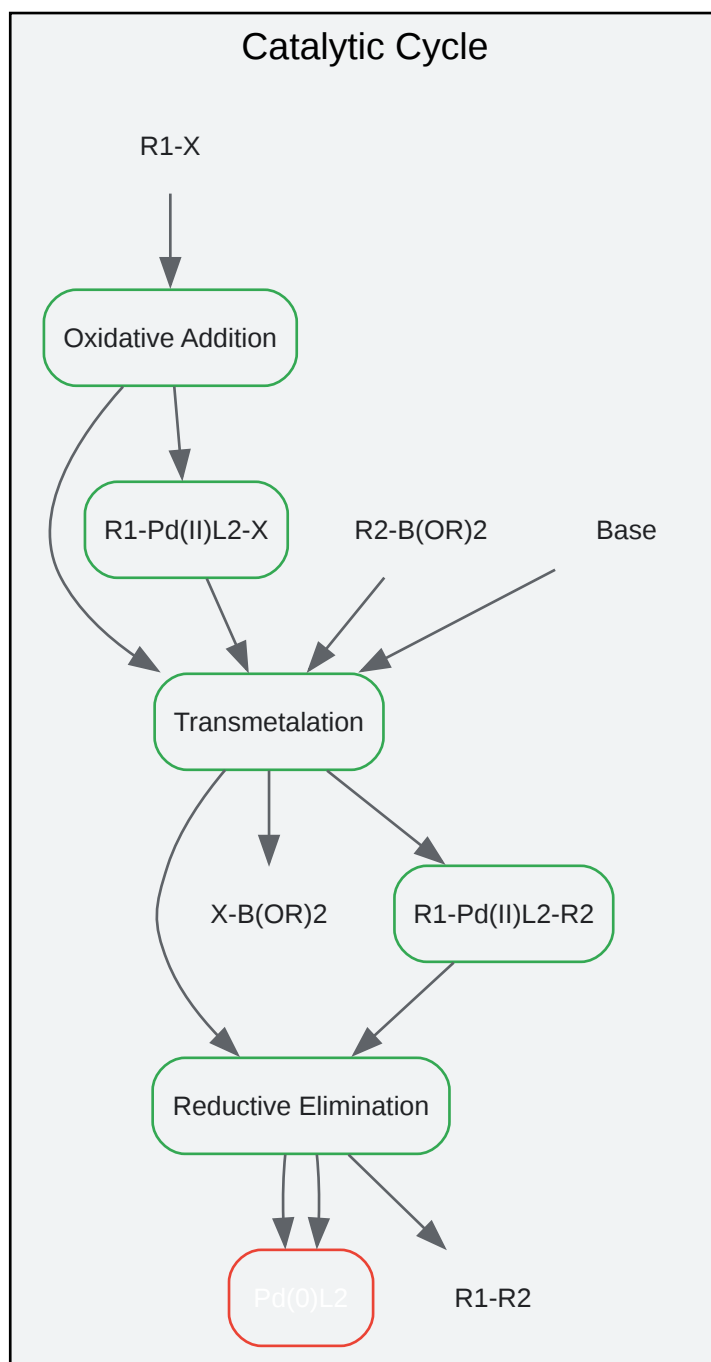 Catalytic Cycle
R1-X
Oxidative Addition
R1-Pd(II)L2-X
R2-B(OR)2
Base
Transmetalation
X-B(OR)2
R1-Pd(II)L2-R2
Reductive Elimination
Pd(0)L2
R1-R2